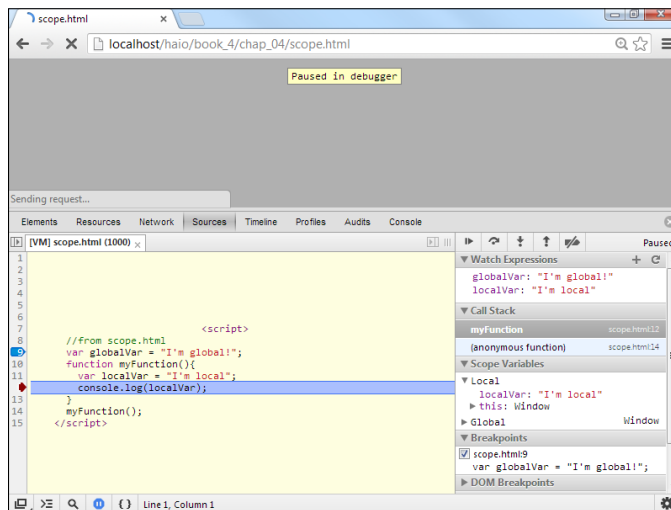 scope.html ×
localhost/haio/book_4/chap_04/scope.html
Paused in debugger
Sending request...
Elements Resources Network Sources Timeline Profiles Audits Console
[VM] scope.html (1000) ×
Paused
1
2
3
4
5
6
7 <script>
8 //from scope.html
9 var globalVar = "I'm global!";
10 function myFunction(){
11 var localVar = "I'm local";
console.log(localVar);
13 }
14 myFunction();
15 </script>
▼ Watch Expressions + C
globalVar: "I'm global!"
localVar: "I'm local"
▼ Call Stack
myFunction scope.html:12
(anonymous function) scope.html:14
▼ Scope Variables
▼ Local
localVar: "I'm local"
▶ this: Window
▶ Global Window
▼ Breakpoints
scope.html:9
var globalVar = "I'm global!";
▶ DOM Breakpoints
{ } Line 1, Column 1